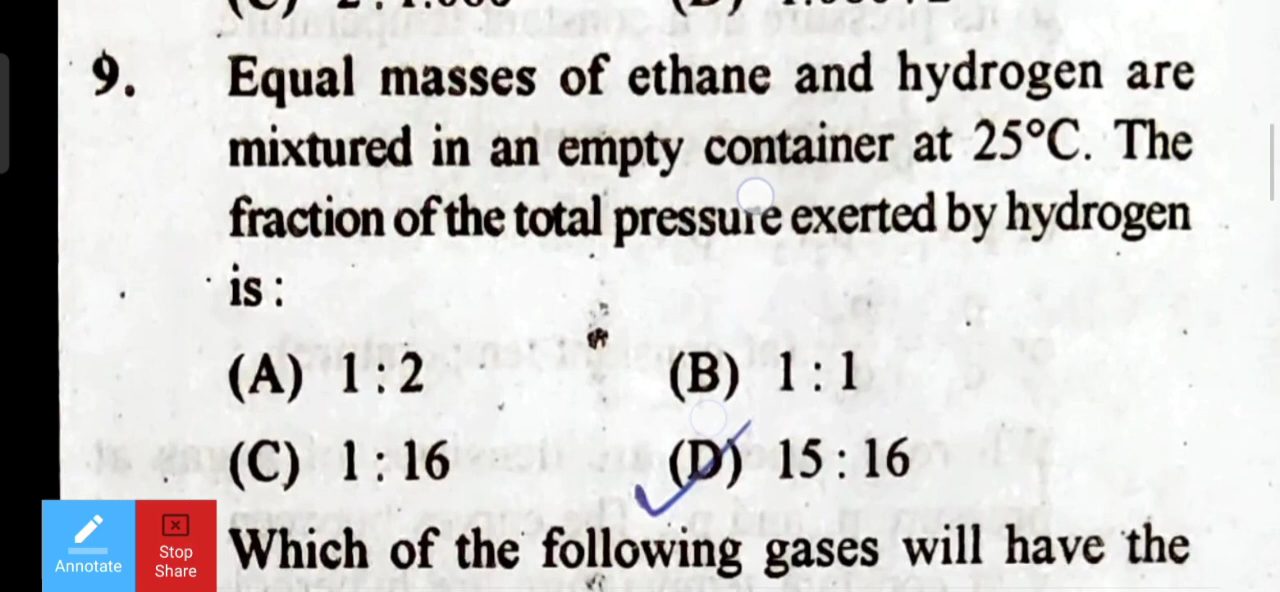 9. Equal masses of ethane and hydrogen are
mixtured in an empty container at 25°C. The
fraction of the total pressure exerted by hydrogen
is :
(A) 1 : 2 (B) 1 : 1
(C) 1 : 16 (D) 15 : 16
Which of the following gases will have the
Annotate
Stop
Share